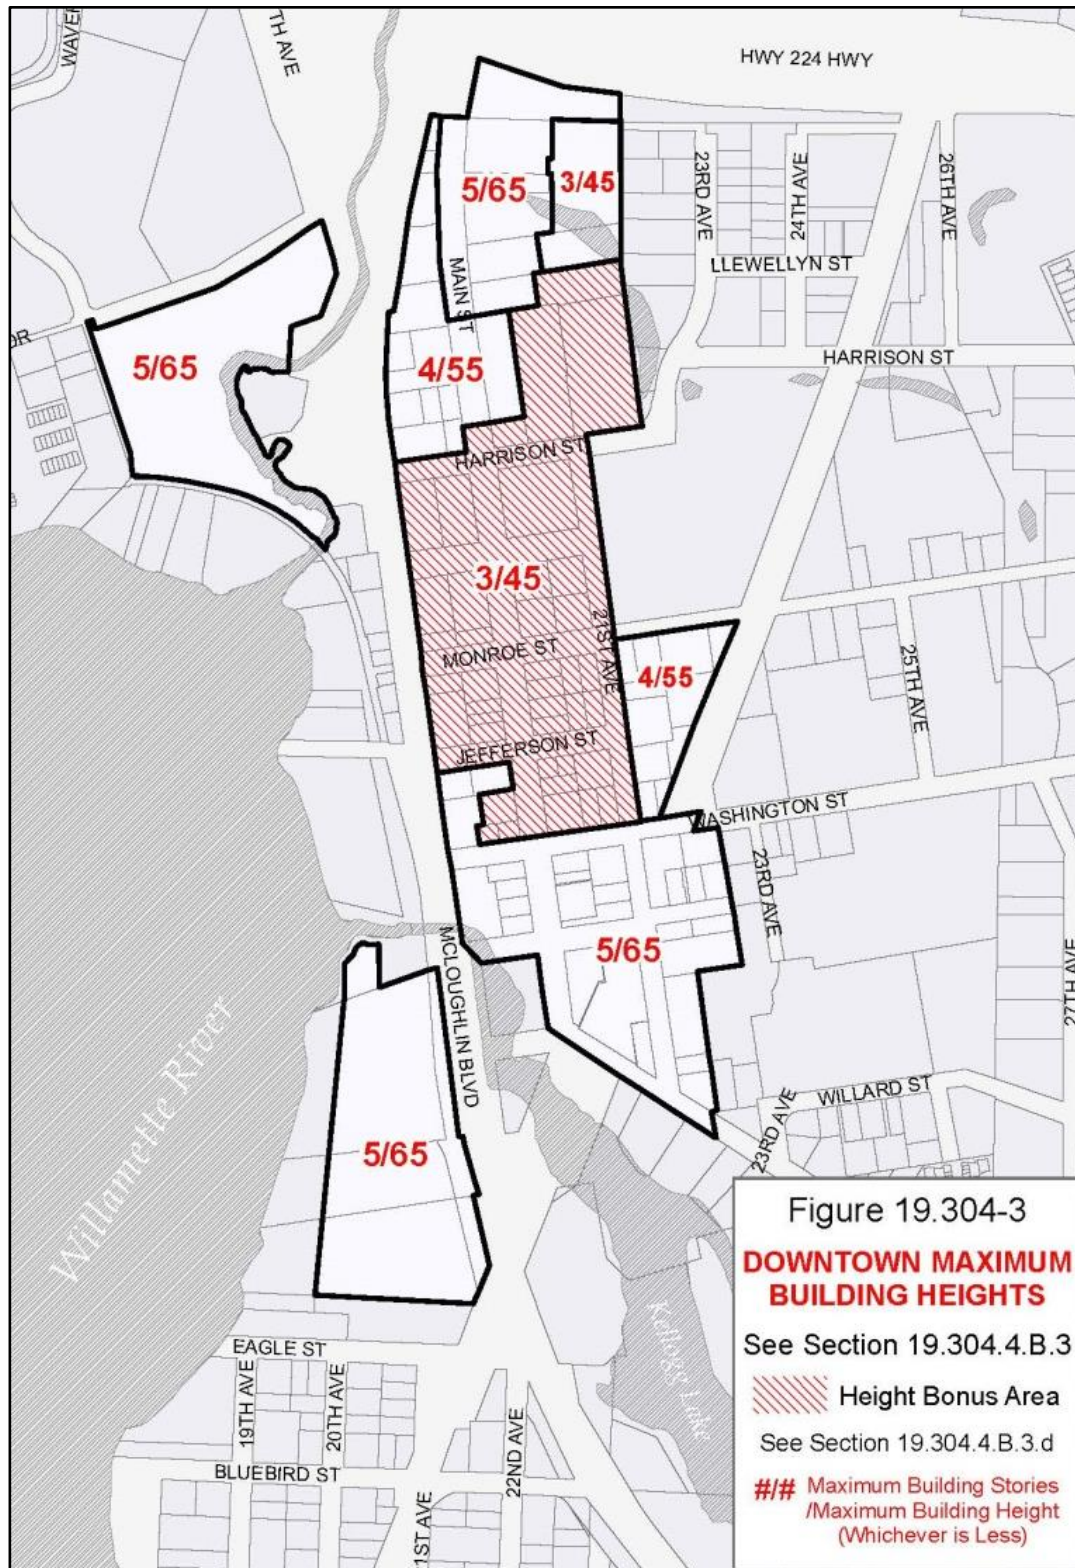 WAVER
TH AVE
HWY 224 HWY
5/65
3/45
23RD AVE
24TH AVE
26TH AVE
LLEWELLYN ST
MAIN ST
DR
5/65
4/55
HARRISON ST
HARRISON ST
3/45
21ST AVE
MONROE ST
4/55
25TH AVE
JEFFERSON ST
WASHINGTON ST
23RD AVE
MCLOUGHLIN BLVD
5/65
27TH AVE
Willamette River
WILLARD ST
23RD AVE
5/65
Kellogg Lake
EAGLE ST
19TH AVE
20TH AVE
22ND AVE
BLUEBIRD ST
1ST AVE
Figure 19.304-3
DOWNTOWN MAXIMUM
BUILDING HEIGHTS
See Section 19.304.4.B.3
Height Bonus Area
See Section 19.304.4.B.3.d
#/# Maximum Building Stories
/Maximum Building Height
(Whichever is Less)